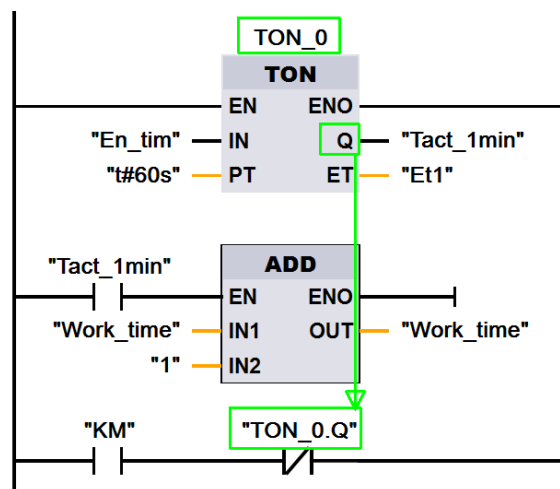 TON_0
TON
EN ENO
"En_tim" IN Q "Tact_1min"
"t#60s" PT ET "Et1"
"Tact_1min" ADD
EN ENO
"Work_time" IN1 OUT "Work_time"
"1" IN2
"KM" "TON_0.Q"